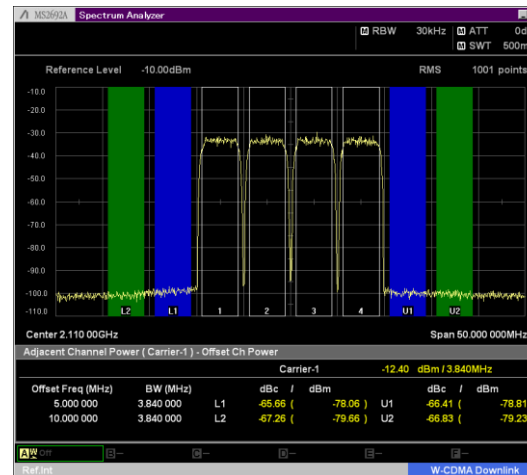 MS2692A Spectrum Analyzer
M RBW 30kHz M ATT 0d
M SWT 500m
Reference Level -10.00dBm RMS 1001 points
-10.0
-20.0
-30.0
-40.0
-50.0
-60.0
-70.0
-80.0
-90.0
-100.0
-110.0
L2 L1 1 2 3 4 U1 U2
Center 2.110 00GHz Span 50.000 000MHz
Adjacent Channel Power ( Carrier-1 ) - Offset Ch Power
Carrier-1 -12.40 dBm / 3.840MHz
Offset Freq (MHz) BW (MHz) dBc / dBm dBc / dBm
5.000 000 3.840 000 L1 -65.66 ( -78.06 ) U1 -66.41 ( -78.81
10.000 000 3.840 000 L2 -67.26 ( -79.66 ) U2 -66.83 ( -79.23
A W Off B- C- D- E- F-
Ref.Int W-CDMA Downlink